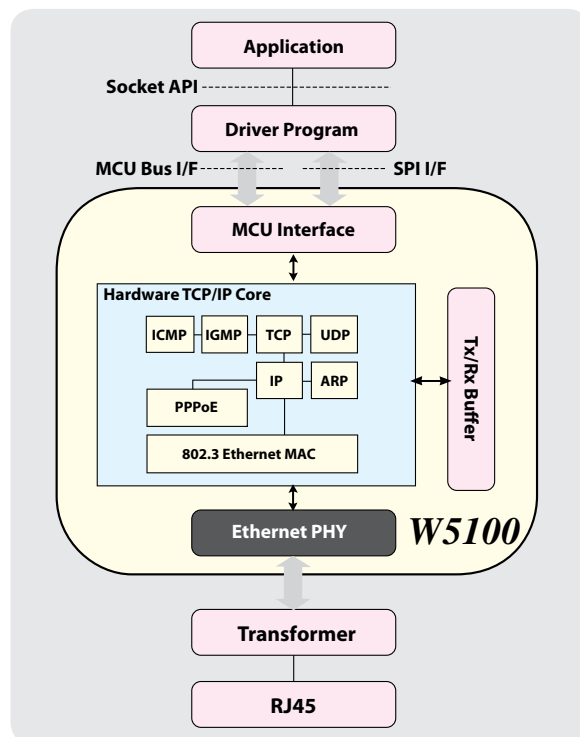 Application
Socket API
Driver Program
MCU Bus I/F
SPI I/F
MCU Interface
Hardware TCP/IP Core
ICMP
IGMP
TCP
UDP
IP
ARP
PPPoE
802.3 Ethernet MAC
Tx/Rx Buffer
Ethernet PHY
W5100
Transformer
RJ45